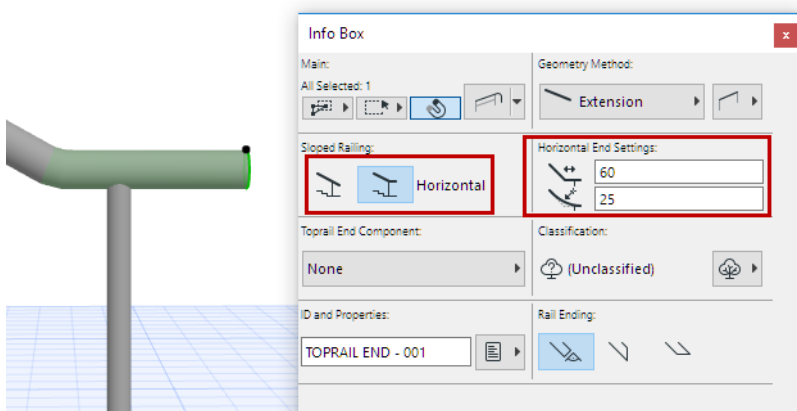 Info Box
x
Main:
Geometry Method:
All Selected: 1
Extension
Sloped Railing:
Horizontal End Settings:
Horizontal
60
25
Toprail End Component:
Classification:
None
(Unclassified)
ID and Properties:
Rail Ending:
TOPRAIL END - 001